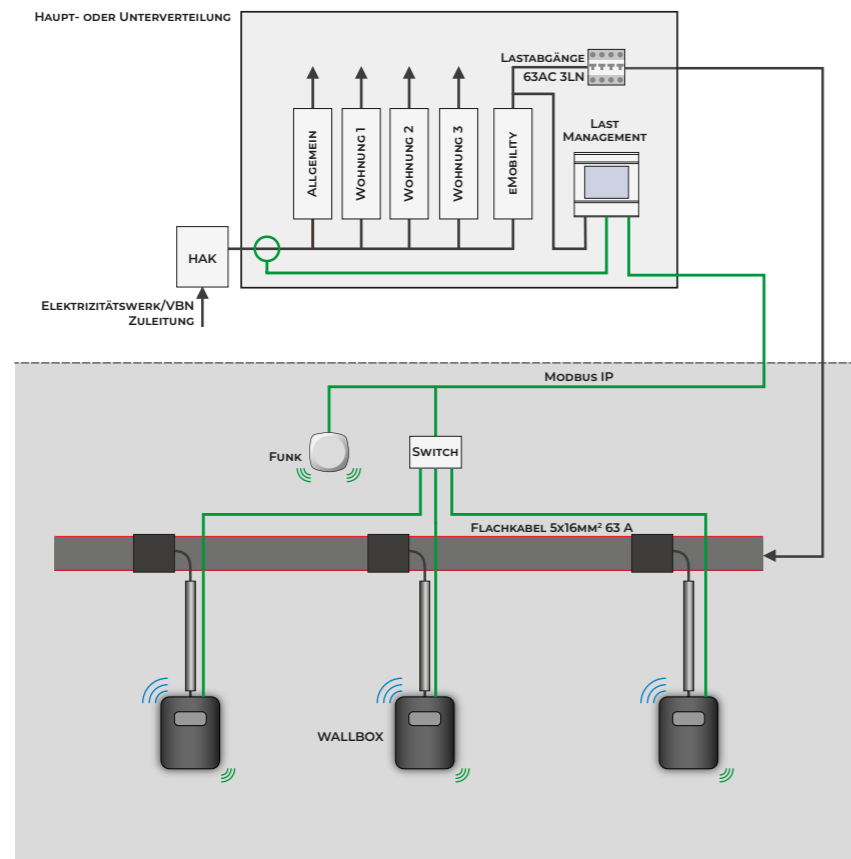 Haupt- oder Unterverteilung
Lastabgänge
63AC 3LN
Last
Management
Allgemein
Wohnung 1
Wohnung 2
Wohnung 3
eMobility
HAK
Elektrizitätswerk/VBN
Zuleitung
Modbus IP
Funk
Switch
Flachkabel 5x16mm² 63 A
WALLBOX